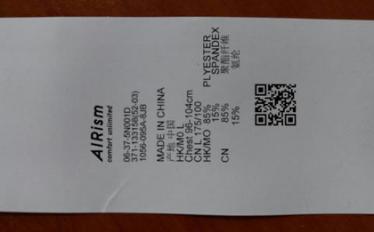 AIRism
comfort unlimited
06-37-5N001D
371-133158(52-03)
1056-095A-8JB
MADE IN CHINA
产地 中国
HK/MO L
Chest 96-104cm
CN L 175/100
HK/MO 85% PLYESTER
15% SPANDEX
CN 85% 聚酯纤维
15% 氨纶